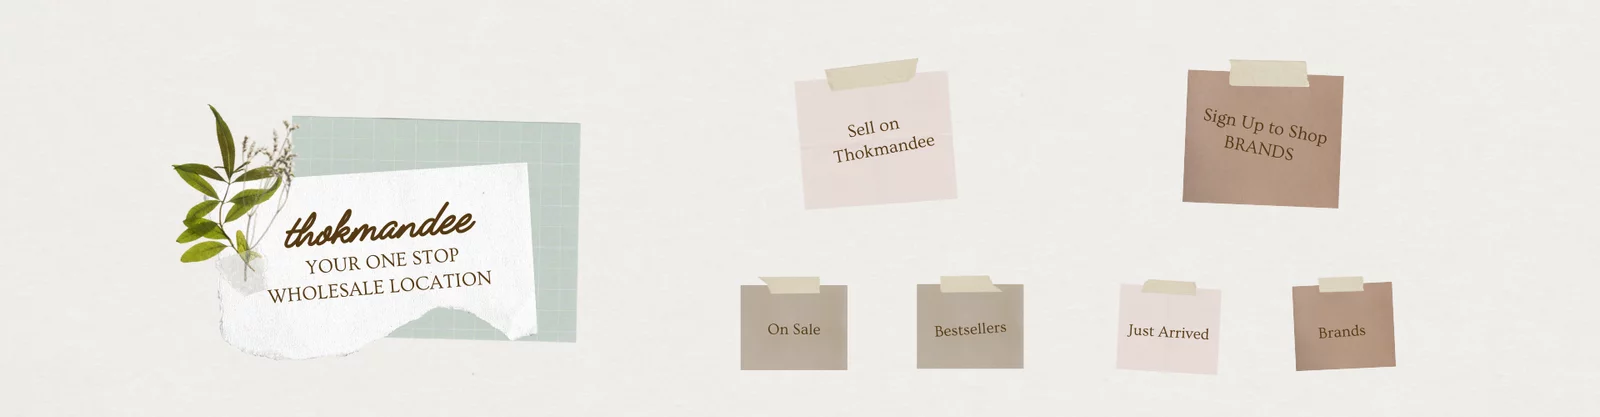 thokmandee
YOUR ONE STOP
WHOLESALE LOCATION
Sell on
Thokmandee
Sign Up to Shop
BRANDS
On Sale
Bestsellers
Just Arrived
Brands